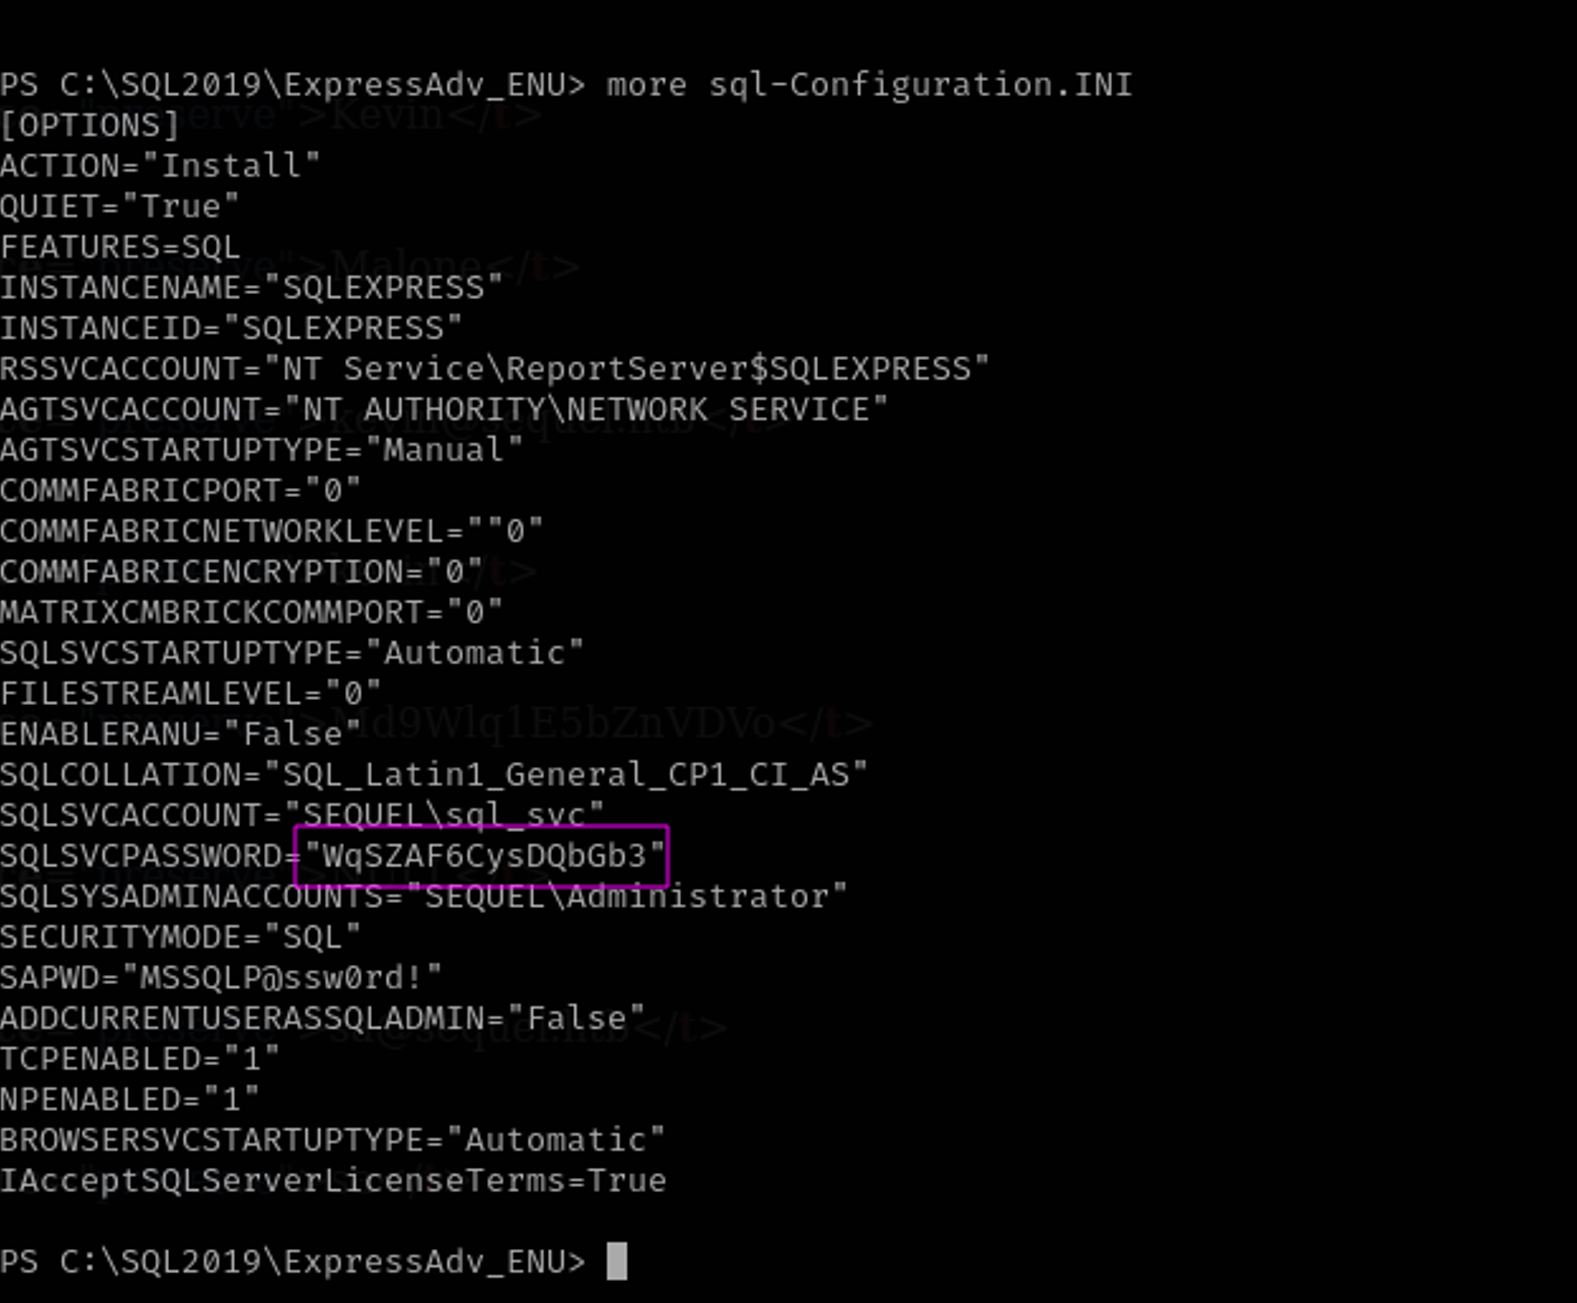 PS C:\SQL2019\ExpressAdv_ENU> more sql-Configuration.INI
[OPTIONS]
ACTION="Install"
QUIET="True"
FEATURES=SQL
INSTANCENAME="SQLEXPRESS"
INSTANCEID="SQLEXPRESS"
RSSVCACCOUNT="NT Service\ReportServer$SQLEXPRESS"
AGTSVCACCOUNT="NT AUTHORITY\NETWORK SERVICE"
AGTSVCSTARTUPTYPE="Manual"
COMMFABRICPORT="0"
COMMFABRICNETWORKLEVEL=""0"
COMMFABRICENCRYPTION="0"
MATRIXCMBRICKCOMMPORT="0"
SQLSVCSTARTUPTYPE="Automatic"
FILESTREAMLEVEL="0"
ENABLERANU="False"
SQLCOLLATION="SQL_Latin1_General_CP1_CI_AS"
SQLSVCACCOUNT="SEQUEL\sql_svc"
SQLSVCPASSWORD="WqSZAF6CysDQbGb3"
SQLSYSADMINACCOUNTS="SEQUEL\Administrator"
SECURITYMODE="SQL"
SAPWD="MSSQLP@ssw0rd!"
ADDCURRENTUSERASSQLADMIN="False"
TCPENABLED="1"
NPENABLED="1"
BROWSERSVCSTARTUPTYPE="Automatic"
IAcceptSQLServerLicenseTerms=True
PS C:\SQL2019\ExpressAdv_ENU>